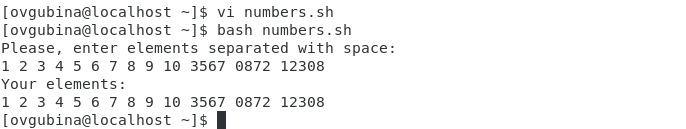 [ovgubina@localhost ~]$ vi numbers.sh
[ovgubina@localhost ~]$ bash numbers.sh
Please, enter elements separated with space:
1 2 3 4 5 6 7 8 9 10 3567 0872 12308
Your elements:
1 2 3 4 5 6 7 8 9 10 3567 0872 12308
[ovgubina@localhost ~]$